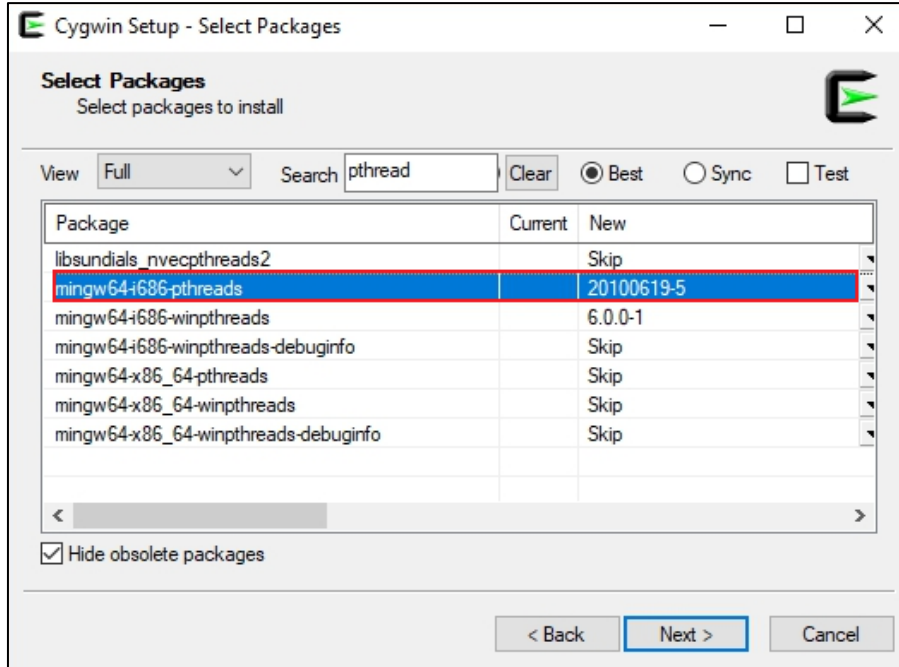 Cygwin Setup - Select Packages
Select Packages
Select packages to install
View Full Search pthread Clear Best Sync Test
Package Current New
libsundials_nvecpthreads2 Skip
mingw64-i686-pthreads 20100619-5
mingw64-i686-winpthreads 6.0.0-1
mingw64-i686-winpthreads-debuginfo Skip
mingw64-x86_64-pthreads Skip
mingw64-x86_64-winpthreads Skip
mingw64-x86_64-winpthreads-debuginfo Skip
Hide obsolete packages
< Back Next > Cancel